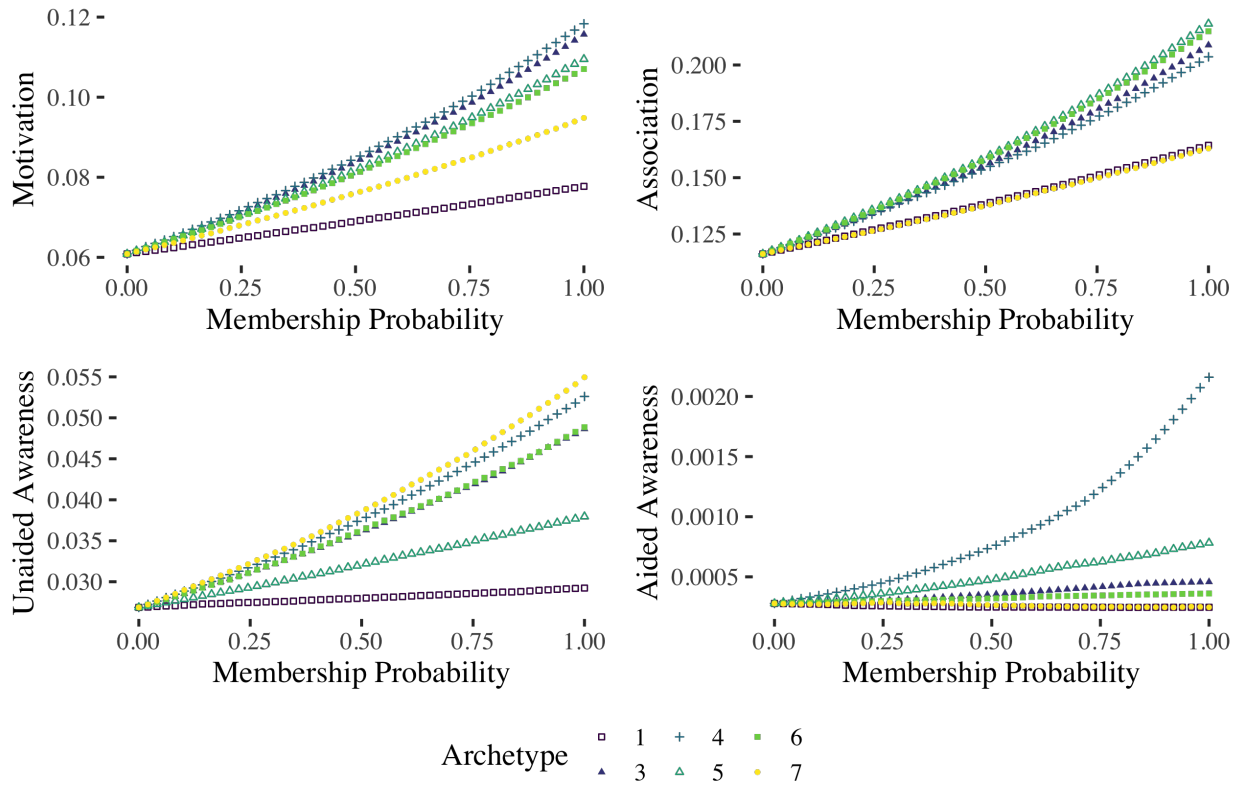 0.12
0.10
0.08
0.06
Motivation
0.00 0.25 0.50 0.75 1.00
Membership Probability
0.200
0.175
0.150
0.125
Association
0.00 0.25 0.50 0.75 1.00
Membership Probability
0.055
0.050
0.045
0.040
0.035
0.030
Unaided Awareness
0.00 0.25 0.50 0.75 1.00
Membership Probability
0.0020
0.0015
0.0010
0.0005
Aided Awareness
0.00 0.25 0.50 0.75 1.00
Membership Probability
Archetype
1 4 6
3 5 7